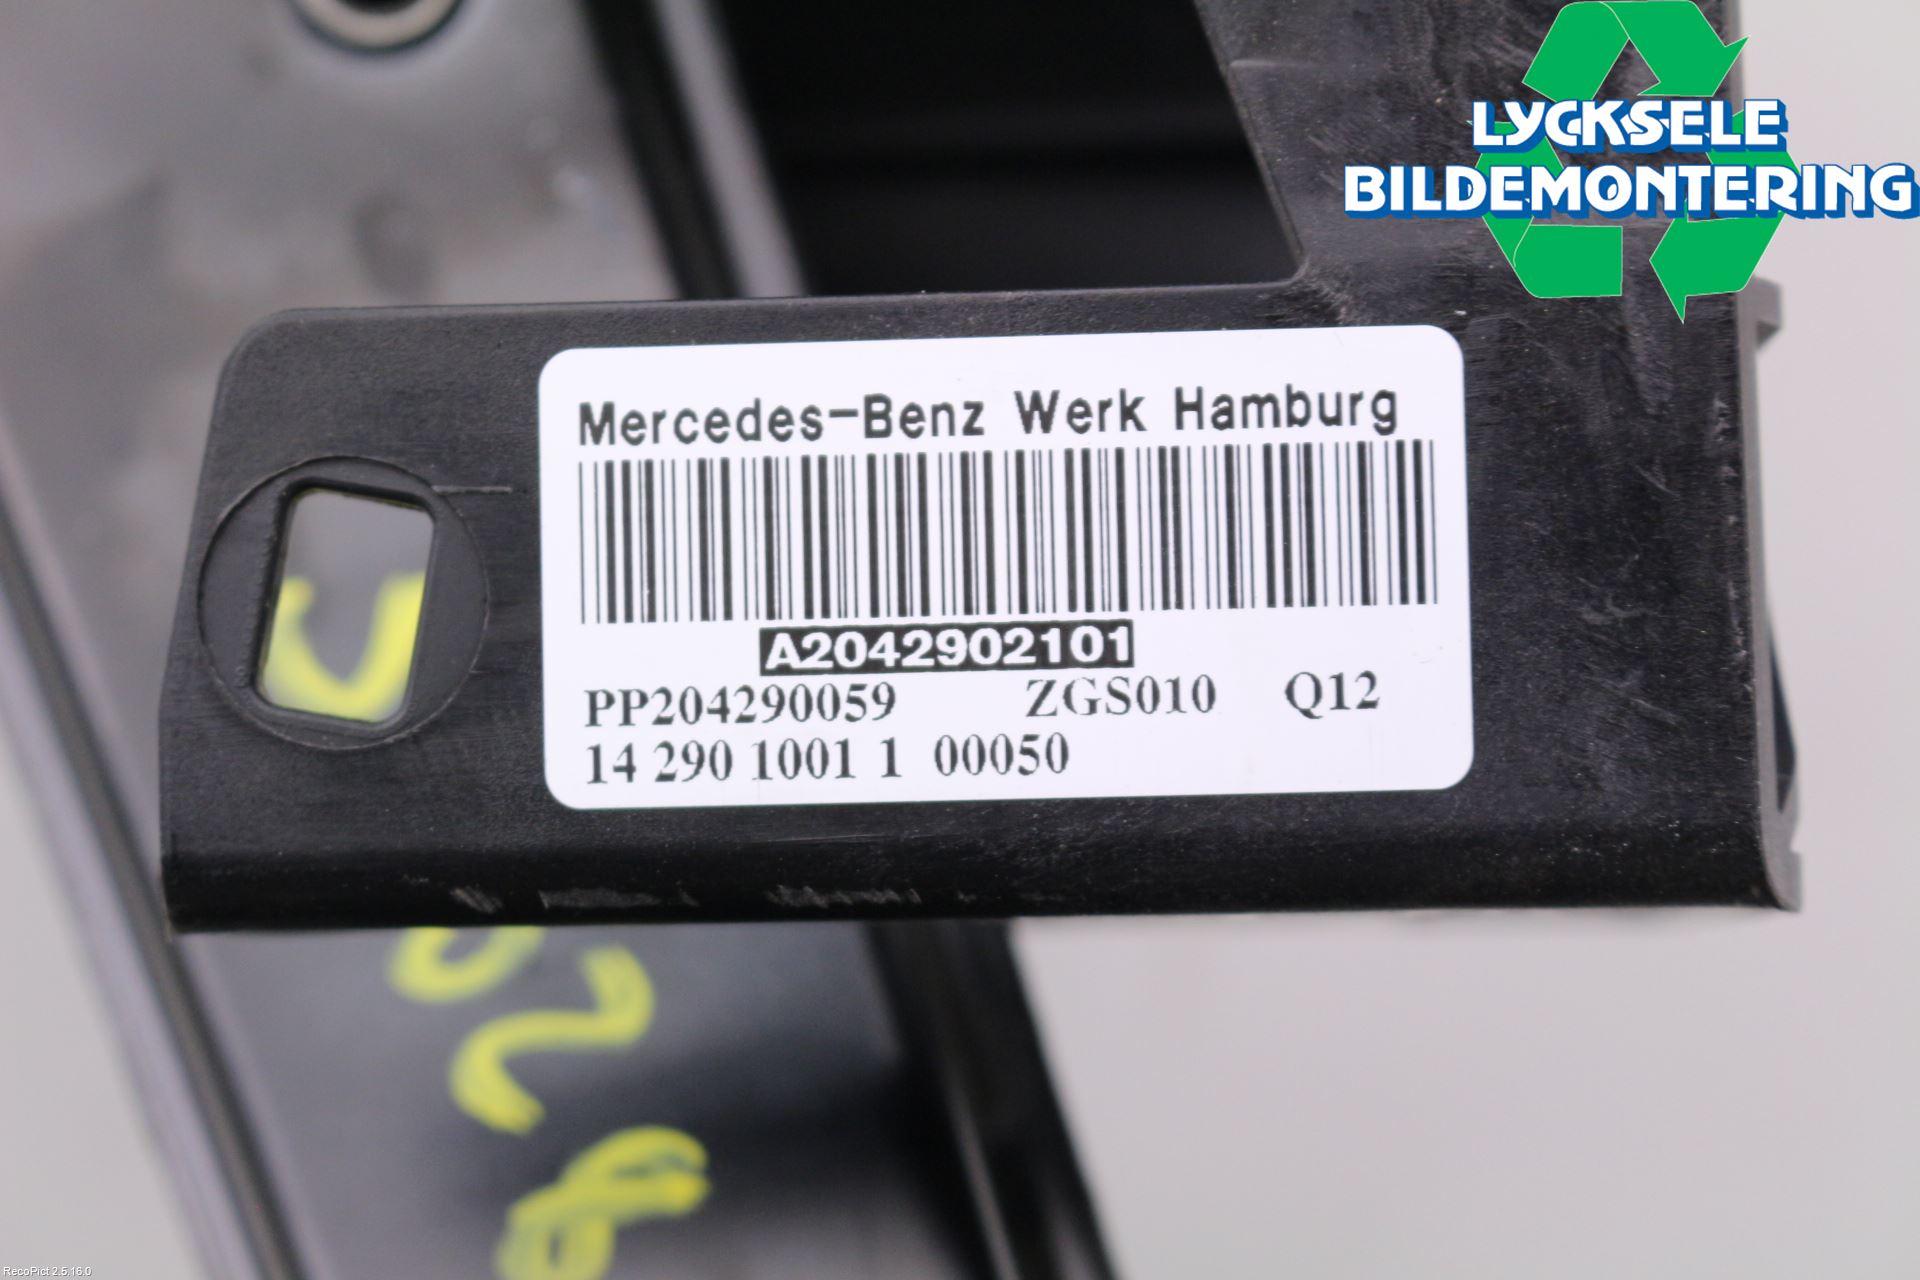 LYCKSELE
BILDEMONTERING
Mercedes-Benz Werk Hamburg
A2042902101
PP204290059 ZGS010 Q12
14 290 1001 1 00050
028
RecoPict 2.5.16.0